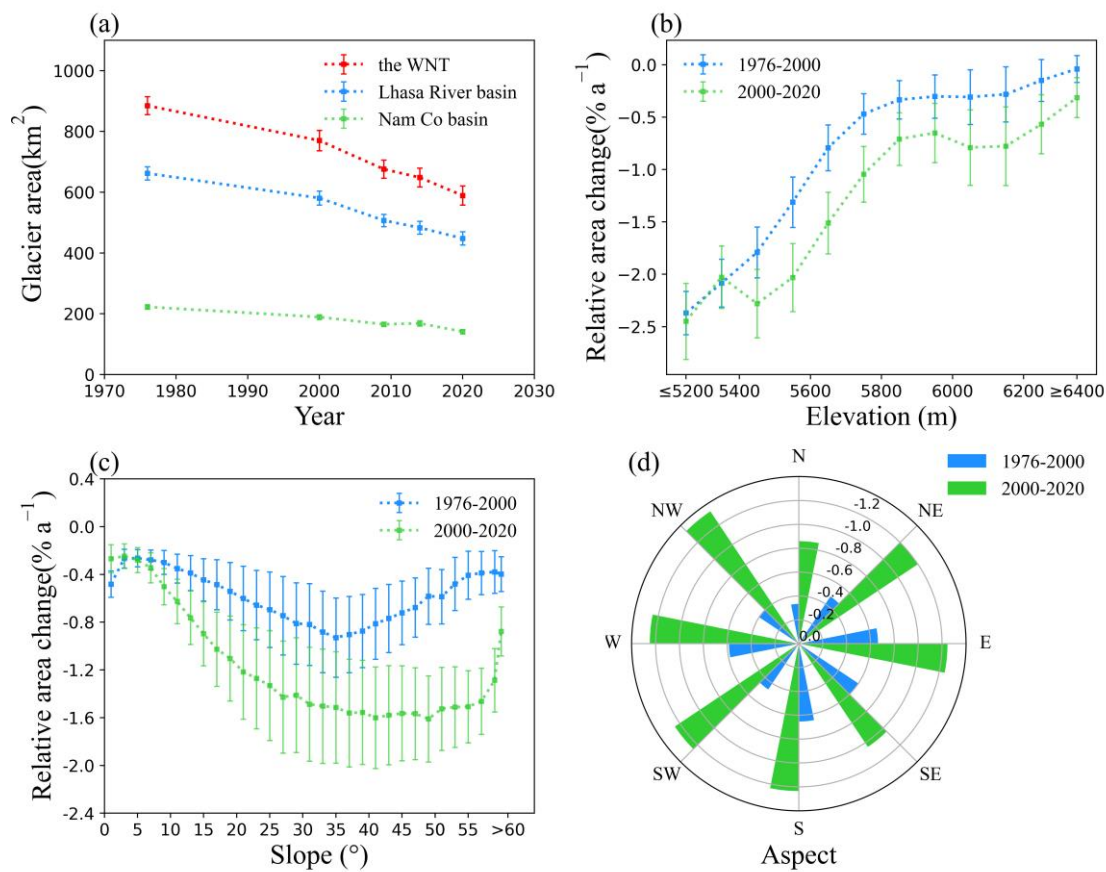 (a)
the WNT
Lhasa River basin
Nam Co basin
1000
800
600
400
200
0
Glacier area(km²)
1970 1980 1990 2000 2010 2020 2030
Year
(b)
1976-2000
2000-2020
0.0
−0.5
−1.0
−1.5
−2.0
−2.5
Relative area change(% a⁻¹)
≤5200 5400 5600 5800 6000 6200 ≥6400
Elevation (m)
(c)
1976-2000
2000-2020
0.4
0.0
-0.4
-0.8
-1.2
-1.6
-2.0
-2.4
Relative area change(% a⁻¹)
0 5 10 15 25 35 45 50 55 >60
Slope (°)
(d)
1976-2000
2000-2020
N
NE
E
SE
S
SW
W
NW
-1.2
-1.0
-0.8
-0.6
-0.4
-0.2
0.0
Aspect